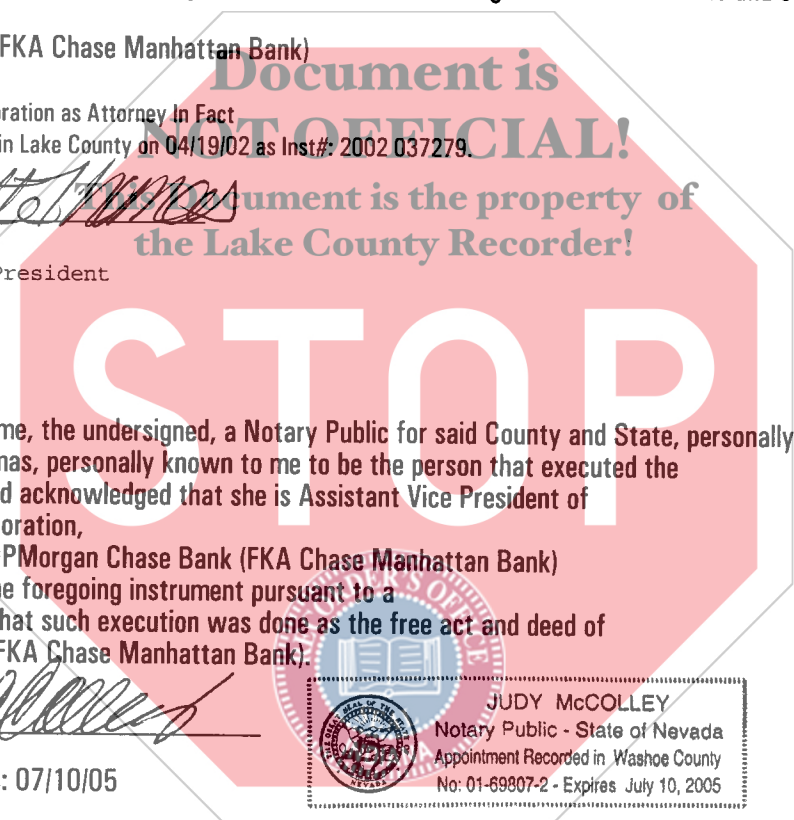 (FKA Chase Manhattan Bank)
Document is
oration as Attorney In Fact
in Lake County on 04/19/02 as Inst#: 2002 037279.
NOT OFFICIAL!
This Document is the property of
the Lake County Recorder!
President
STOP
me, the undersigned, a Notary Public for said County and State, personally
nas, personally known to me to be the person that executed the
d acknowledged that she is Assistant Vice President of
oration,
PMorgan Chase Bank (FKA Chase Manhattan Bank)
e foregoing instrument pursuant to a
hat such execution was done as the free act and deed of
FKA Chase Manhattan Bank).
JUDY McCOLLEY
Notary Public - State of Nevada
Appointment Recorded in Washoe County
No: 01-69807-2 - Expires July 10, 2005
: 07/10/05